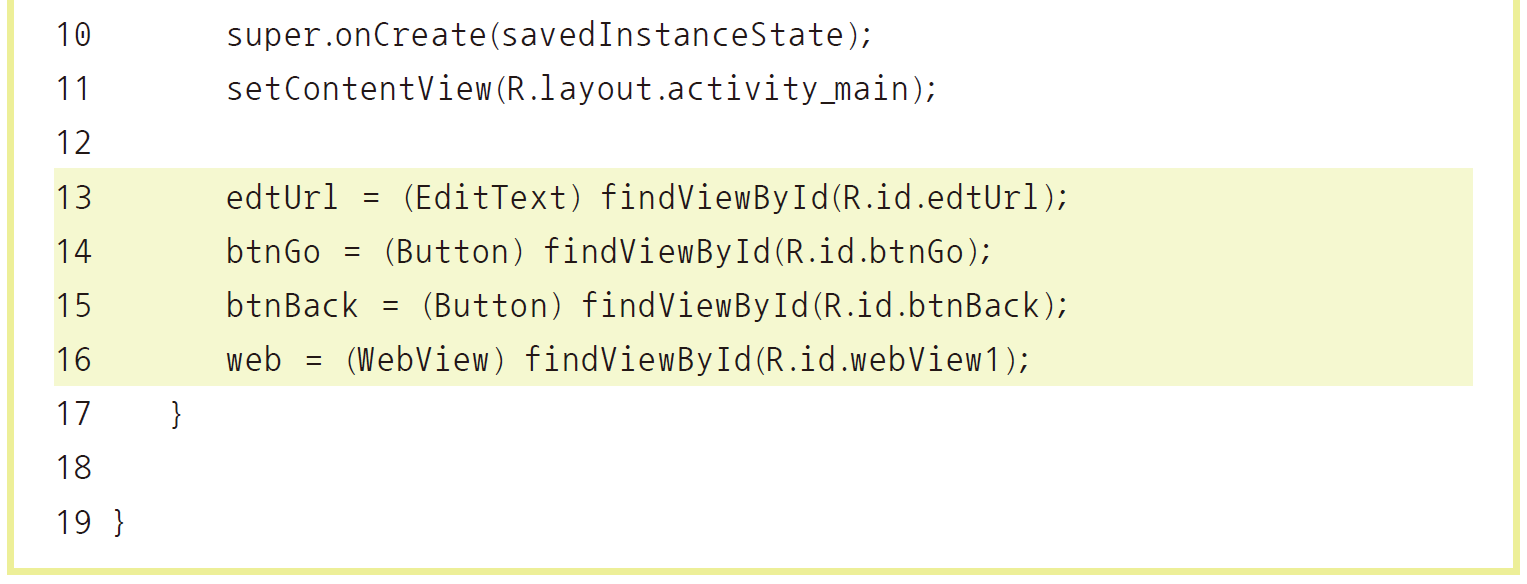 10       super.onCreate(savedInstanceState);
11       setContentView(R.layout.activity_main);
12
13       edtUrl = (EditText) findViewById(R.id.edtUrl);
14       btnGo = (Button) findViewById(R.id.btnGo);
15       btnBack = (Button) findViewById(R.id.btnBack);
16       web = (WebView) findViewById(R.id.webView1);
17    }
18
19 }